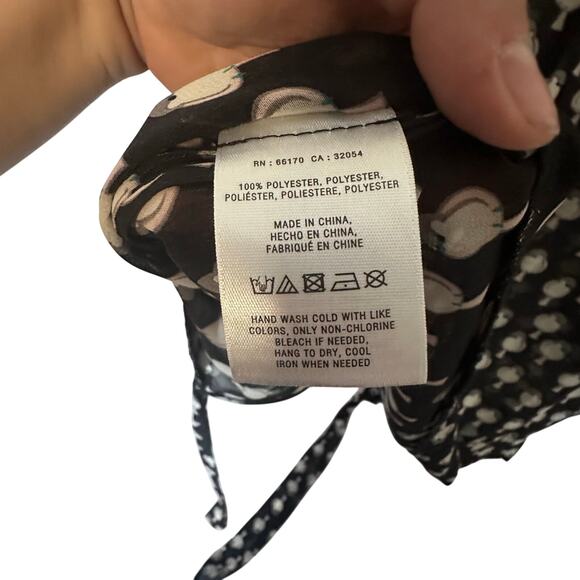 RN : 66170 CA : 32054
100% POLYESTER, POLYESTER,
POLIÉSTER, POLIESTERE, POLYESTER
MADE IN CHINA,
HECHO EN CHINA,
FABRIQUÉ EN CHINE
HAND WASH COLD WITH LIKE
COLORS, ONLY NON-CHLORINE
BLEACH IF NEEDED,
HANG TO DRY, COOL
IRON WHEN NEEDED